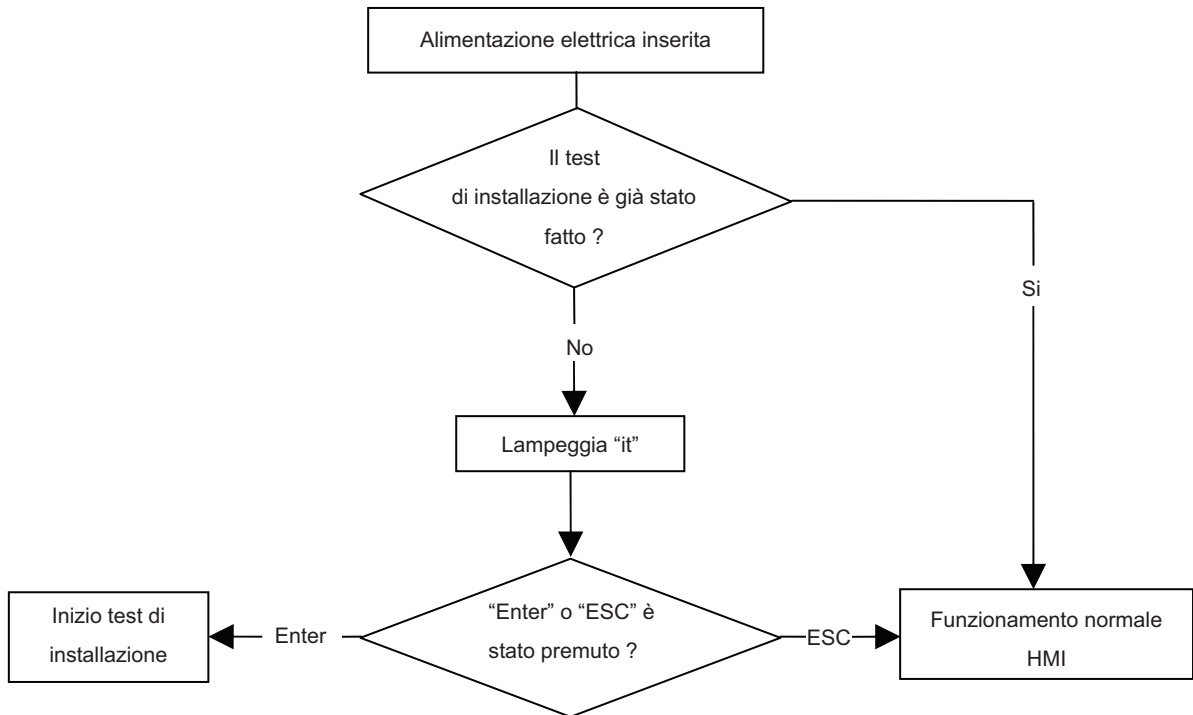 Alimentazione elettrica inserita
Il test
di installazione è già stato
fatto ?
Si
No
Lampeggia “it”
Inizio test di
installazione
Enter
“Enter” o “ESC” è
stato premuto ?
ESC
Funzionamento normale
HMI